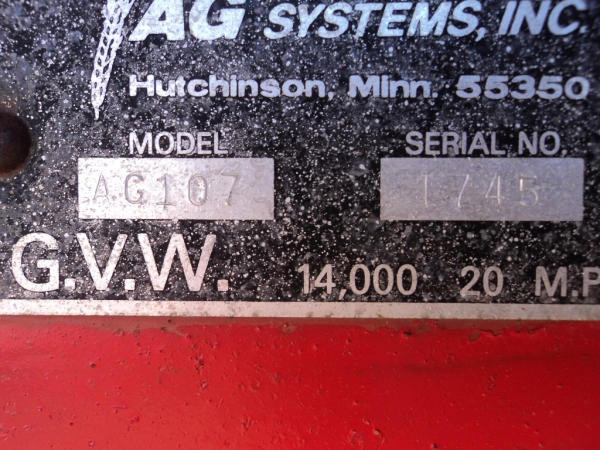 AG SYSTEMS, INC.
Hutchinson, Minn. 55350
MODEL SERIAL NO.
AG107 1745
G.V.W. 14,000 20 M.P